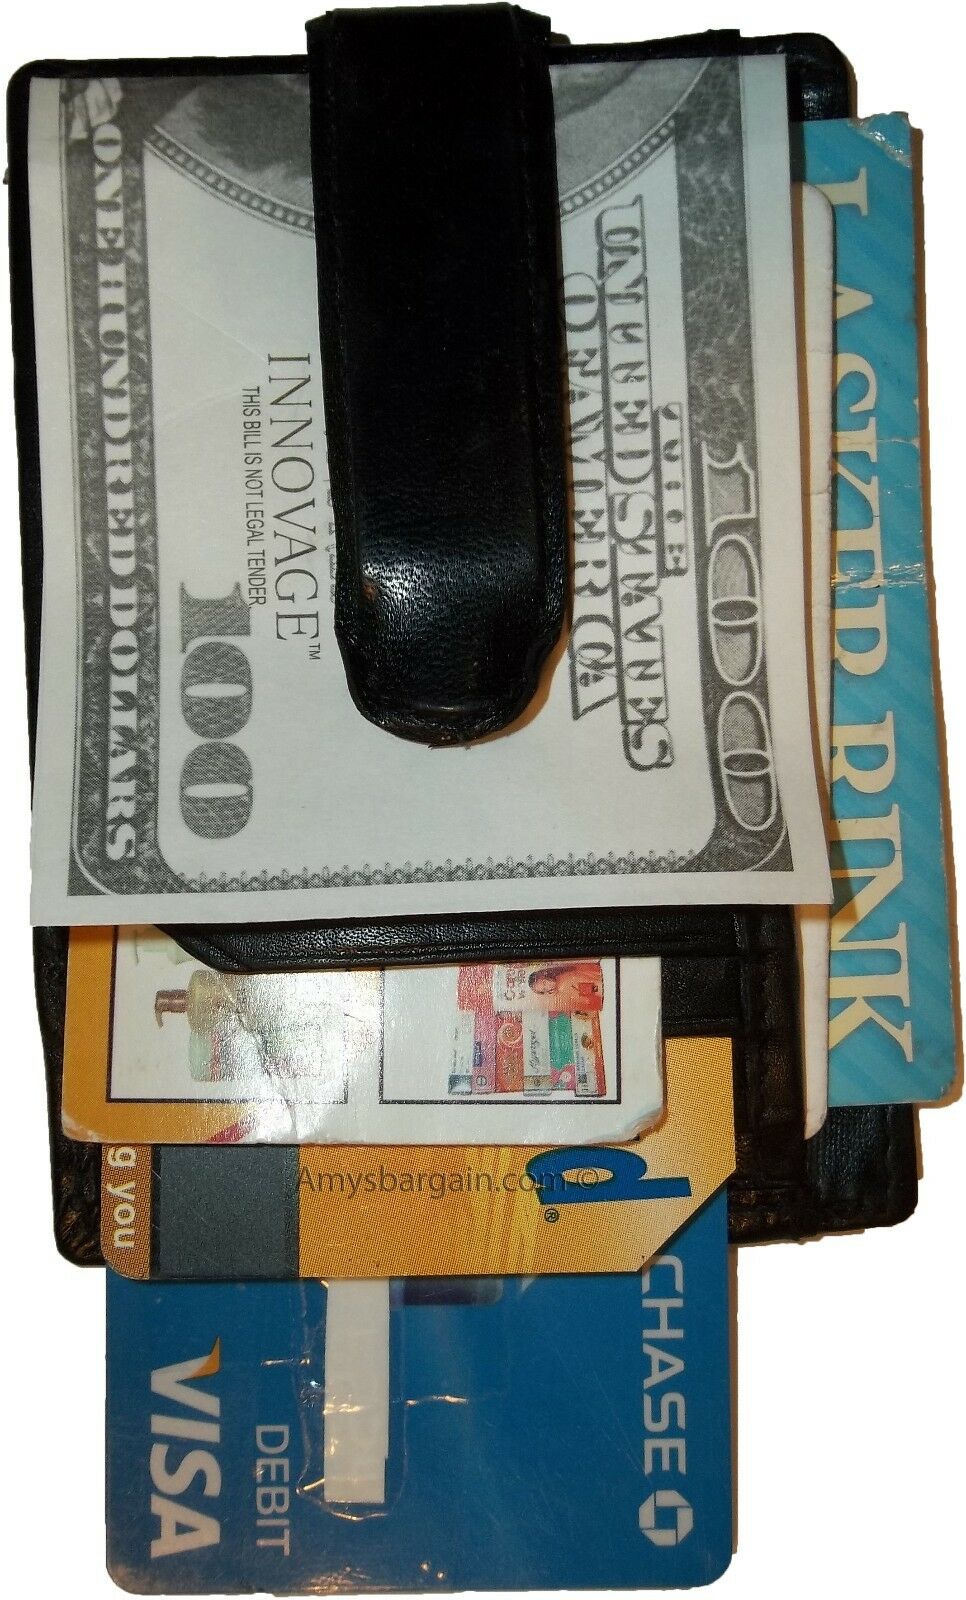 ONE HUNDRED DOLLARS
INNOVAGE™
THIS BILL IS NOT LEGAL TENDER
100
THE
UNITED STATES
OF AMERICA
100
LASKER RINK
g you
d®
Amysbargain.com ©
CHASE
VISA
DEBIT